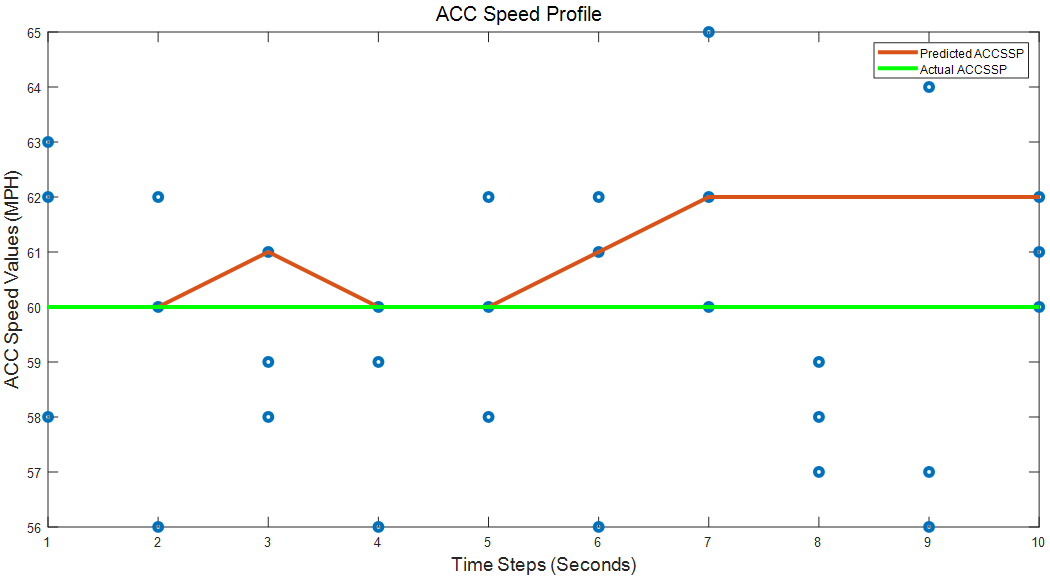 ACC Speed Profile
Predicted ACCSSP
Actual ACCSSP
65
64
63
62
61
60
59
58
57
56
ACC Speed Values (MPH)
1 2 3 4 5 6 7 8 9 10
Time Steps (Seconds)